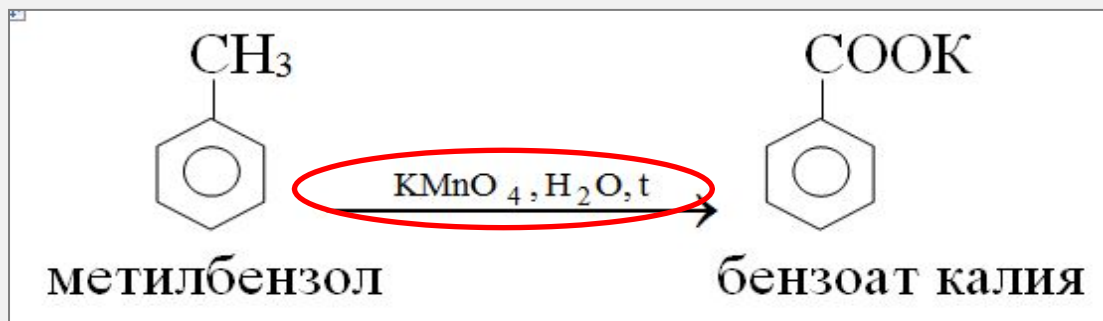 CH₃
COOK
KMnO ₄ , H ₂ O, t
метилбензол
бензоат калия